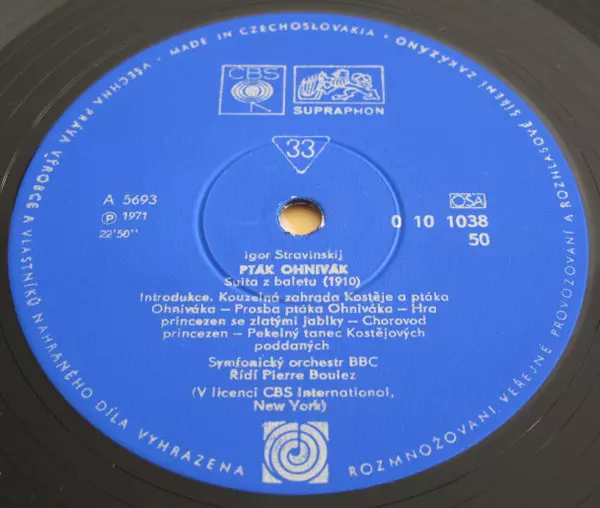 VŠECHNA PRÁVA VÝROBCE A VLASTNÍKŮ NAHRANÉHO DÍLA VYHRAZENA
• MADE IN CZECHOSLOVAKIA •
ROZMNOŽOVÁNÍ, VEŘEJNÉ PROVOZOVÁNÍ A ROZHLASOVÉ ŠÍŘENÍ ZAKÁZÁNO
CBS
SUPRAPHON
33
A 5693
Ⓟ 1971
22'50''
OSA
0 10 1038
50
Igor Stravinskij
PTÁK OHNIVÁK
Suita z baletu (1910)
Introdukce. Kouzelná zahrada Kostěje a ptáka
Ohniváka – Prosba ptáka Ohniváka – Hra
princezen se zlatými jablky – Chorovod
princezen – Pekelný tanec Kostějových
poddaných
Symfonický orchestr BBC
Řídí Pierre Boulez
(V licenci CBS International,
New York)